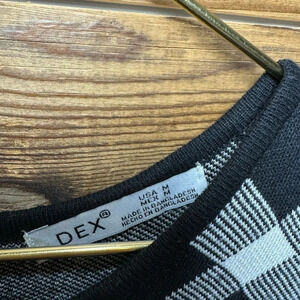 DEX®
USA M
MEX M
MADE IN BANGLADESH
HECHO EN BANGLADESH